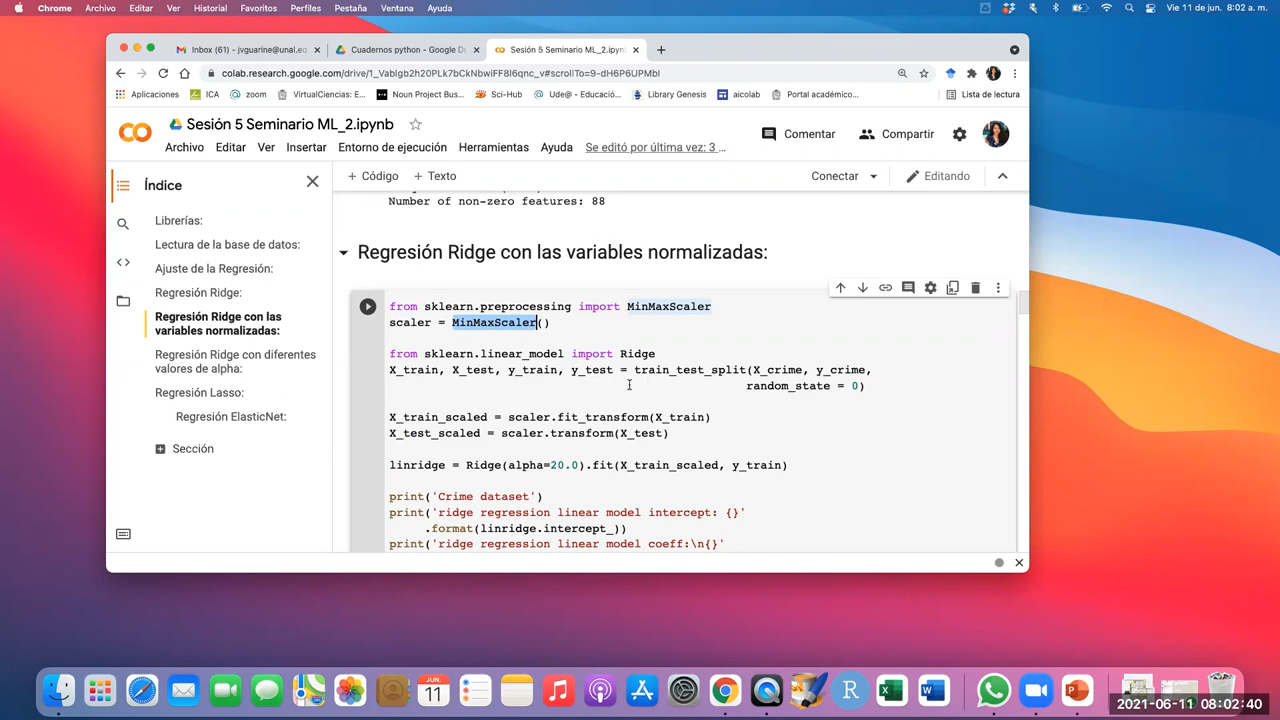 Chrome Archivo Editar Ver Historial Favoritos Perfiles Pestaña Ventana Ayuda
Vie 11 de jun. 8:02 a. m.
Inbox (61) - jvguarine@unal.ed
Cuadernos python - Google Dr
Sesión 5 Seminario ML_2.ipynb
Aplicaciones ICA zoom VirtualCiencias: E... Noun Project Bus... Sci-Hub Ude@ - Educació... Library Genesis aicolab Portal académico... Lista de lectura
Sesión 5 Seminario ML_2.ipynb
Comentar Compartir
Archivo Editar Ver Insertar Entorno de ejecución Herramientas Ayuda Se editó por última vez: 3 …
Índice
+ Código + Texto
Conectar Editando
Librerías:
Lectura de la base de datos:
Ajuste de la Regresión:
Regresión Ridge:
Regresión Ridge con las
variables normalizadas:
Regresión Ridge con diferentes
valores de alpha:
Regresión Lasso:
Regresión ElasticNet:
Sección
Number of non-zero features: 88
Regresión Ridge con las variables normalizadas:
from sklearn.preprocessing import MinMaxScaler
scaler = MinMaxScaler()
from sklearn.linear_model import Ridge
X_train, X_test, y_train, y_test = train_test_split(X_crime, y_crime,
random_state = 0)
X_train_scaled = scaler.fit_transform(X_train)
X_test_scaled = scaler.transform(X_test)
linridge = Ridge(alpha=20.0).fit(X_train_scaled, y_train)
print('Crime dataset')
print('ridge regression linear model intercept: {}'
.format(linridge.intercept_))
print('ridge regression linear model coeff:\n{}'
JUN.
11
2021-06-11 08:02:40